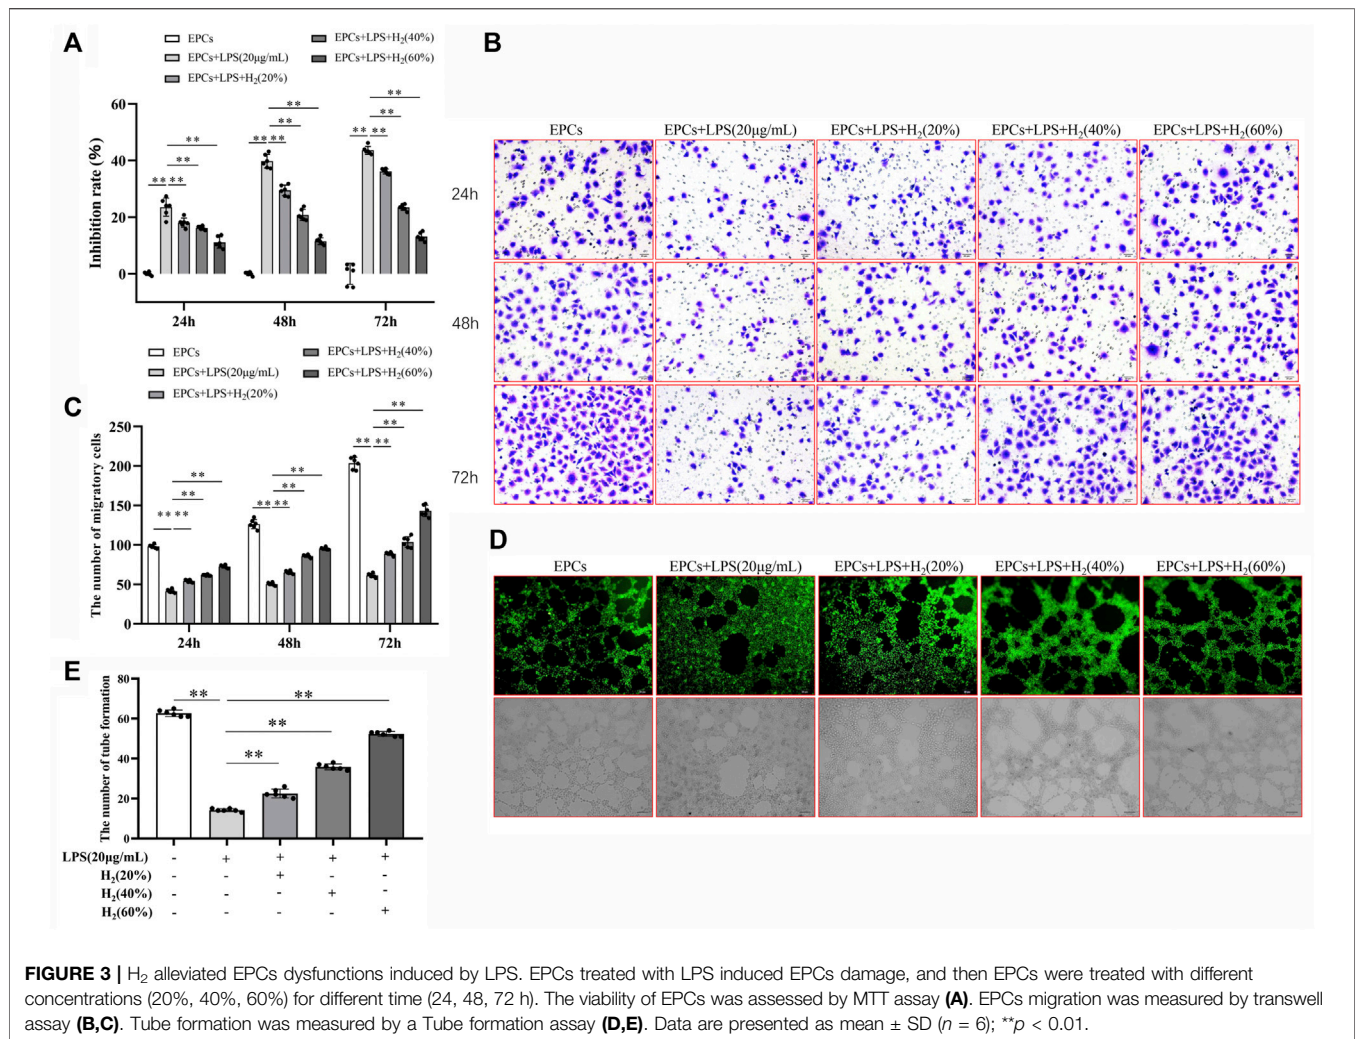 A
EPCs
EPCs+LPS(20μg/mL)
EPCs+LPS+H₂(20%)
EPCs+LPS+H₂(40%)
EPCs+LPS+H₂(60%)
Inhibition rate (%)
60
40
20
0
** ** ** **
** ** ** **
** ** ** **
24h 48h 72h
B
EPCs EPCs+LPS(20μg/mL) EPCs+LPS+H₂(20%) EPCs+LPS+H₂(40%) EPCs+LPS+H₂(60%)
24h
48h
72h
C
EPCs
EPCs+LPS(20μg/mL)
EPCs+LPS+H₂(20%)
EPCs+LPS+H₂(40%)
EPCs+LPS+H₂(60%)
The number of migratory cells
250
200
150
100
50
0
** ** ** **
** ** ** **
** ** ** **
24h 48h 72h
D
EPCs EPCs+LPS(20μg/mL) EPCs+LPS+H₂(20%) EPCs+LPS+H₂(40%) EPCs+LPS+H₂(60%)
E
The number of tube formation
80
60
40
20
0
** ** ** **
LPS(20μg/mL) - + + + +
H₂(20%) - - + - -
H₂(40%) - - - + -
H₂(60%) - - - - +
FIGURE 3 | H₂ alleviated EPCs dysfunctions induced by LPS. EPCs treated with LPS induced EPCs damage, and then EPCs were treated with different
concentrations (20%, 40%, 60%) for different time (24, 48, 72 h). The viability of EPCs was assessed by MTT assay (A). EPCs migration was measured by transwell
assay (B,C). Tube formation was measured by a Tube formation assay (D,E). Data are presented as mean ± SD (n = 6); **p < 0.01.